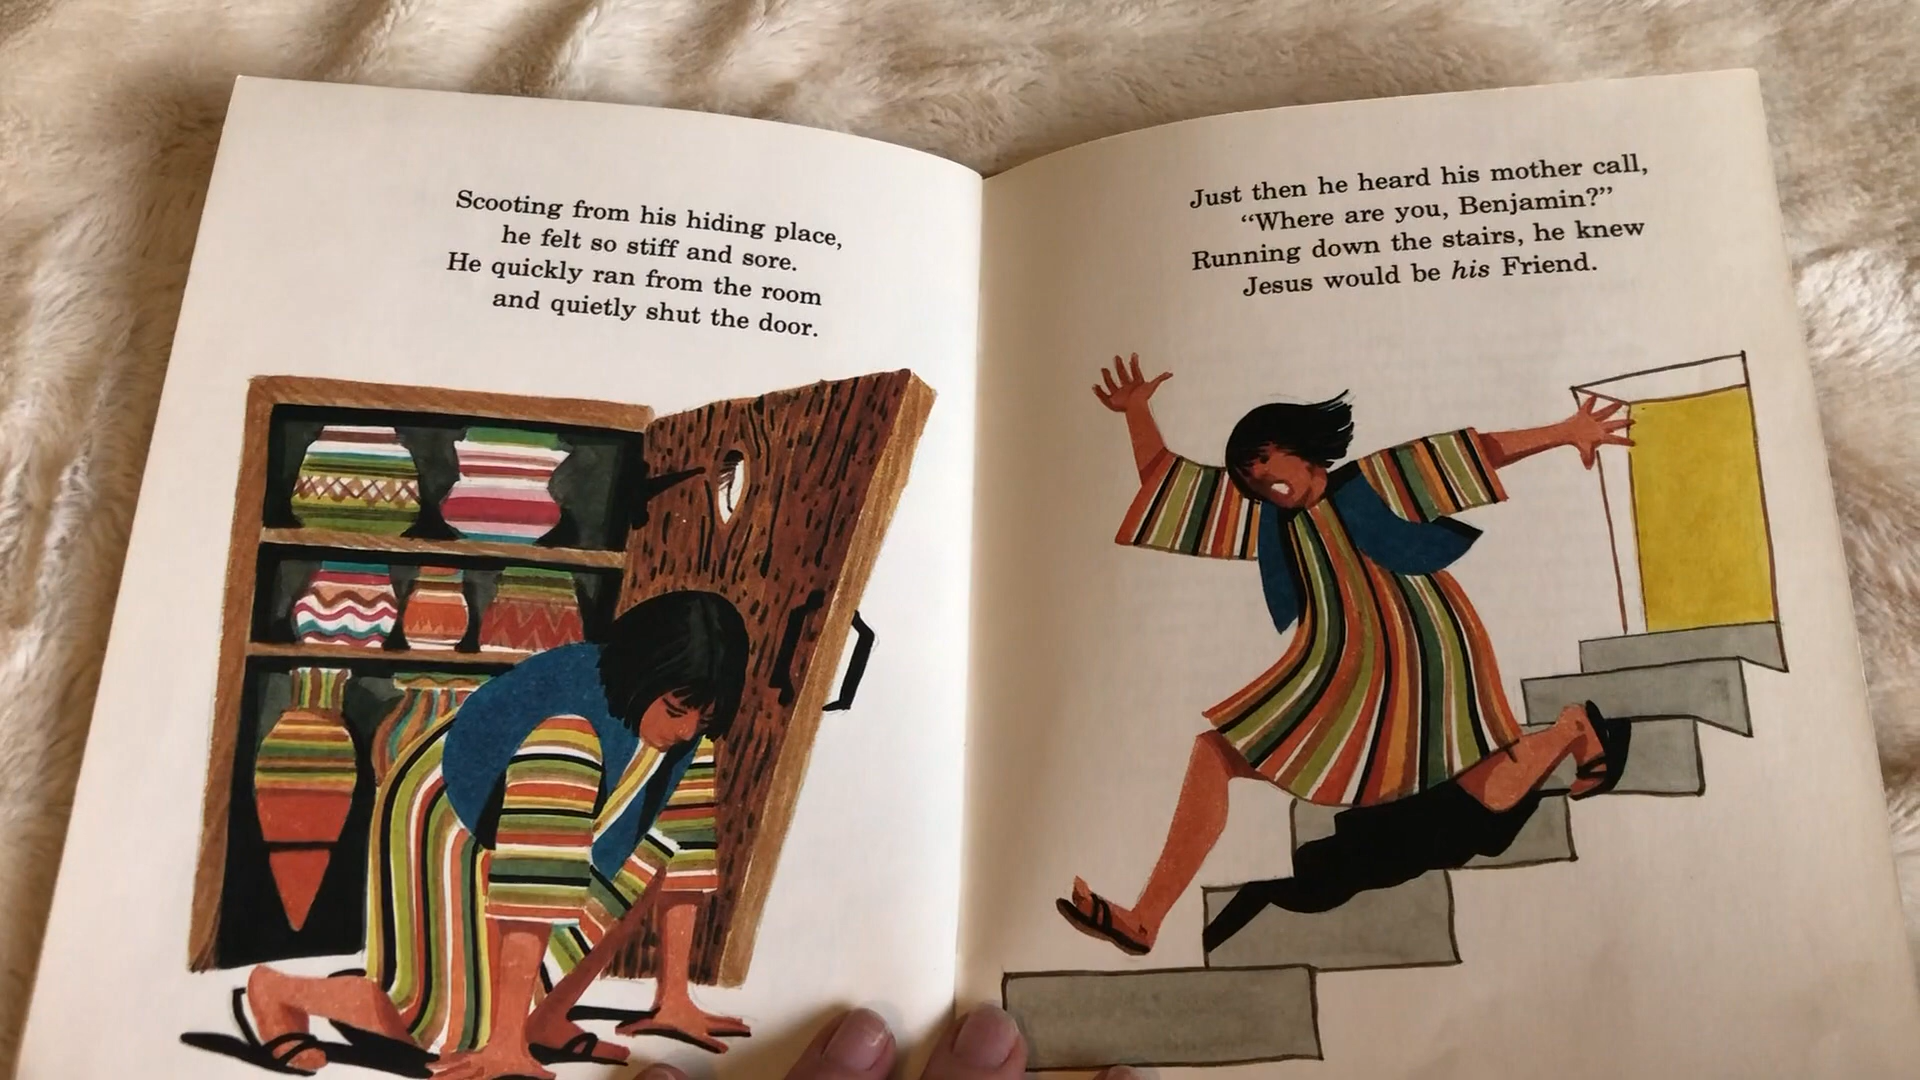 Scooting from his hiding place,
he felt so stiff and sore.
He quickly ran from the room
and quietly shut the door.
Just then he heard his mother call,
“Where are you, Benjamin?”
Running down the stairs, he knew
Jesus would be his Friend.